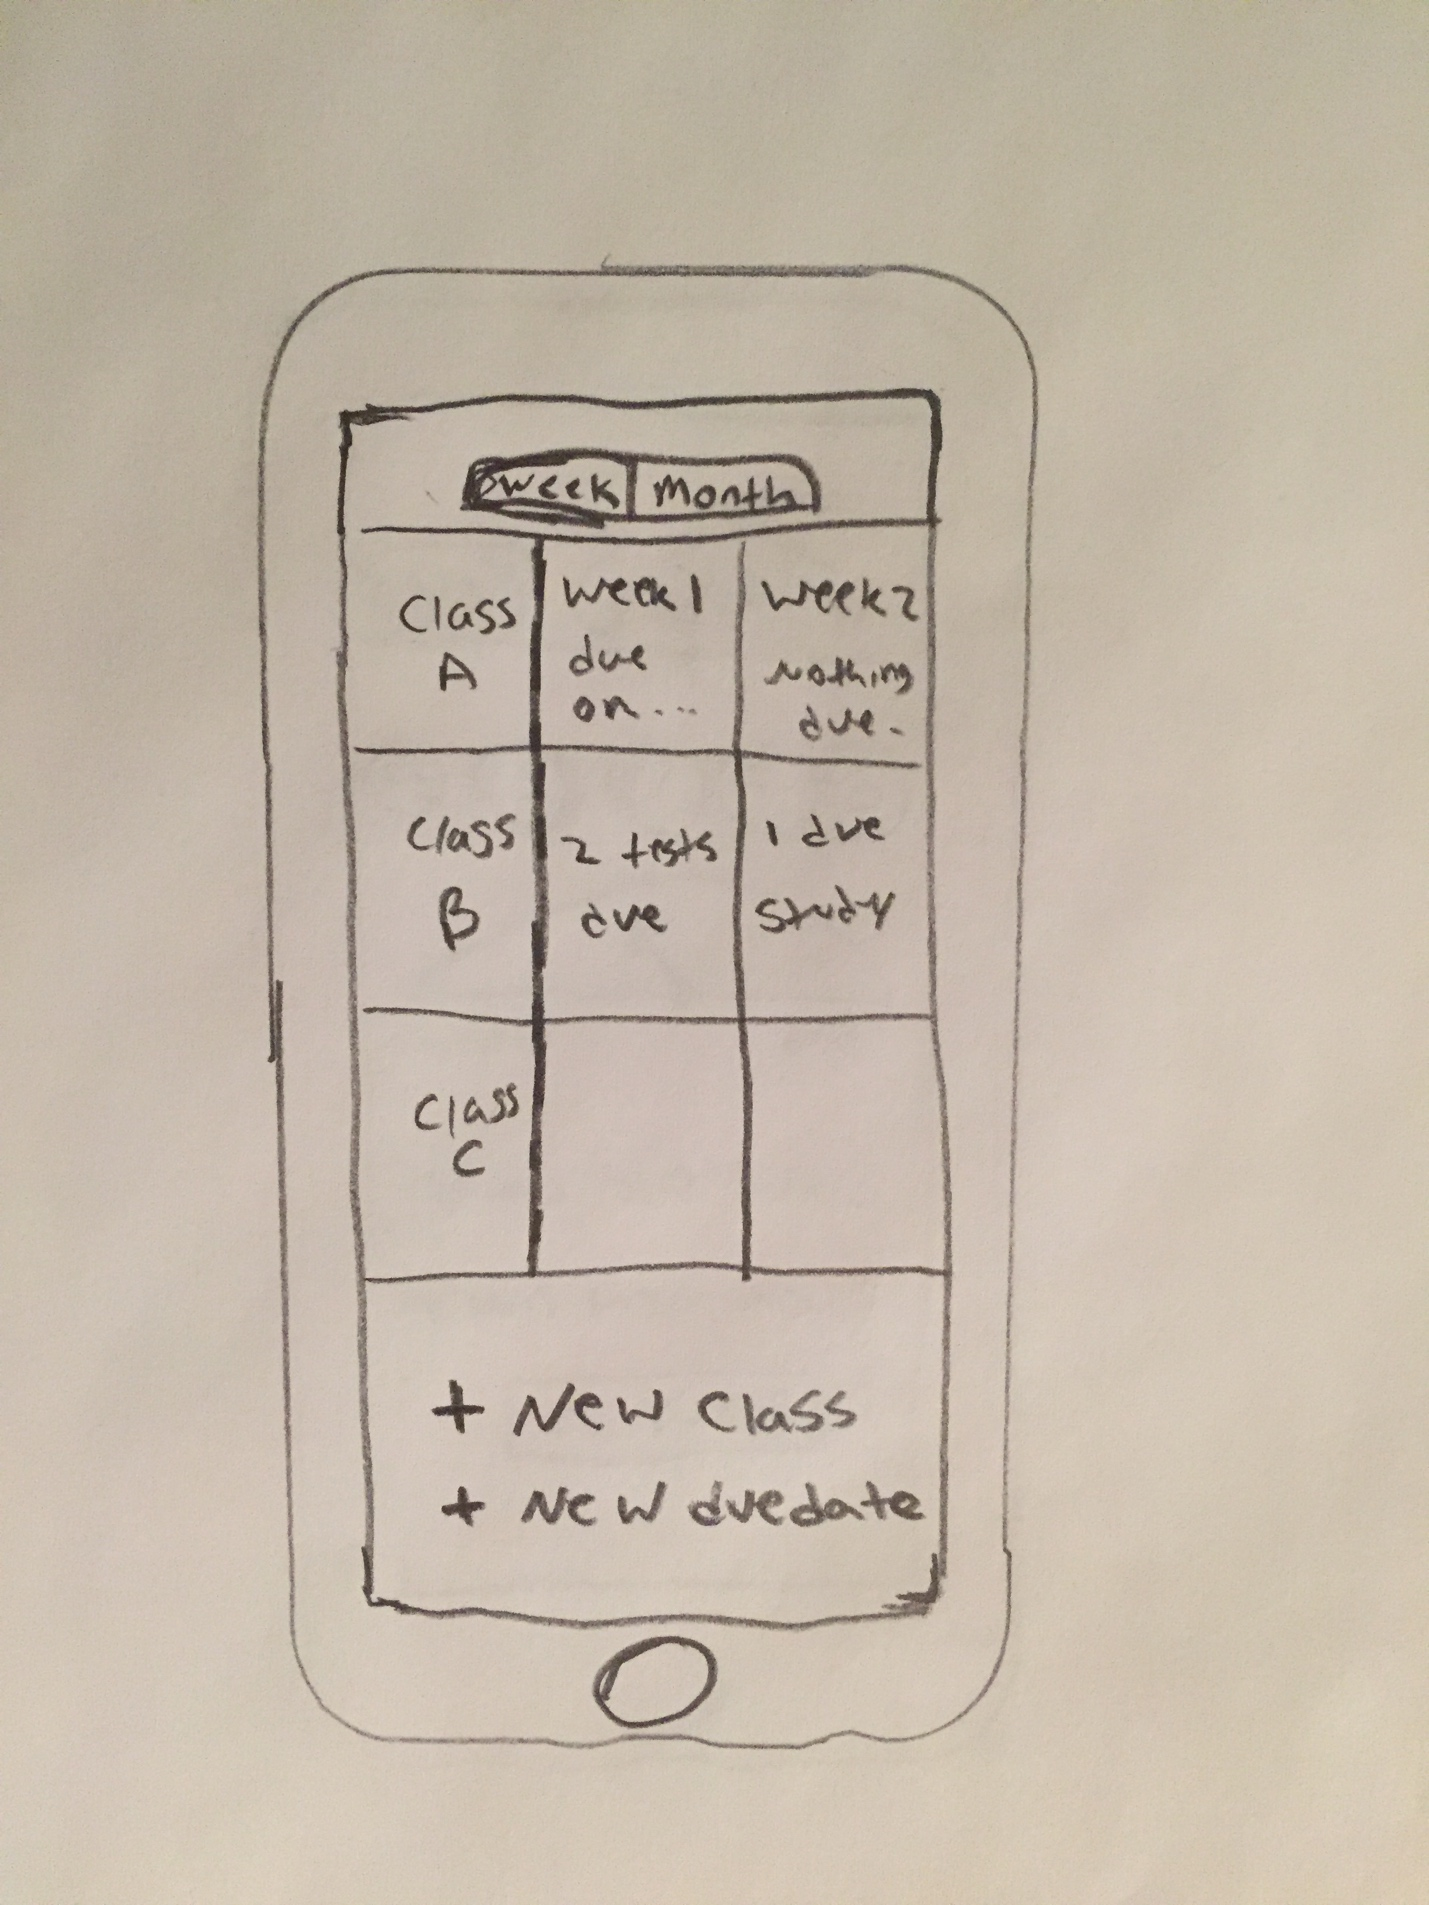 week month
Class
A
week 1
due
on...
week 2
Nothing
due.
Class
B
2 tests
due
1 due
study
Class
C
+ New Class
+ New duedate